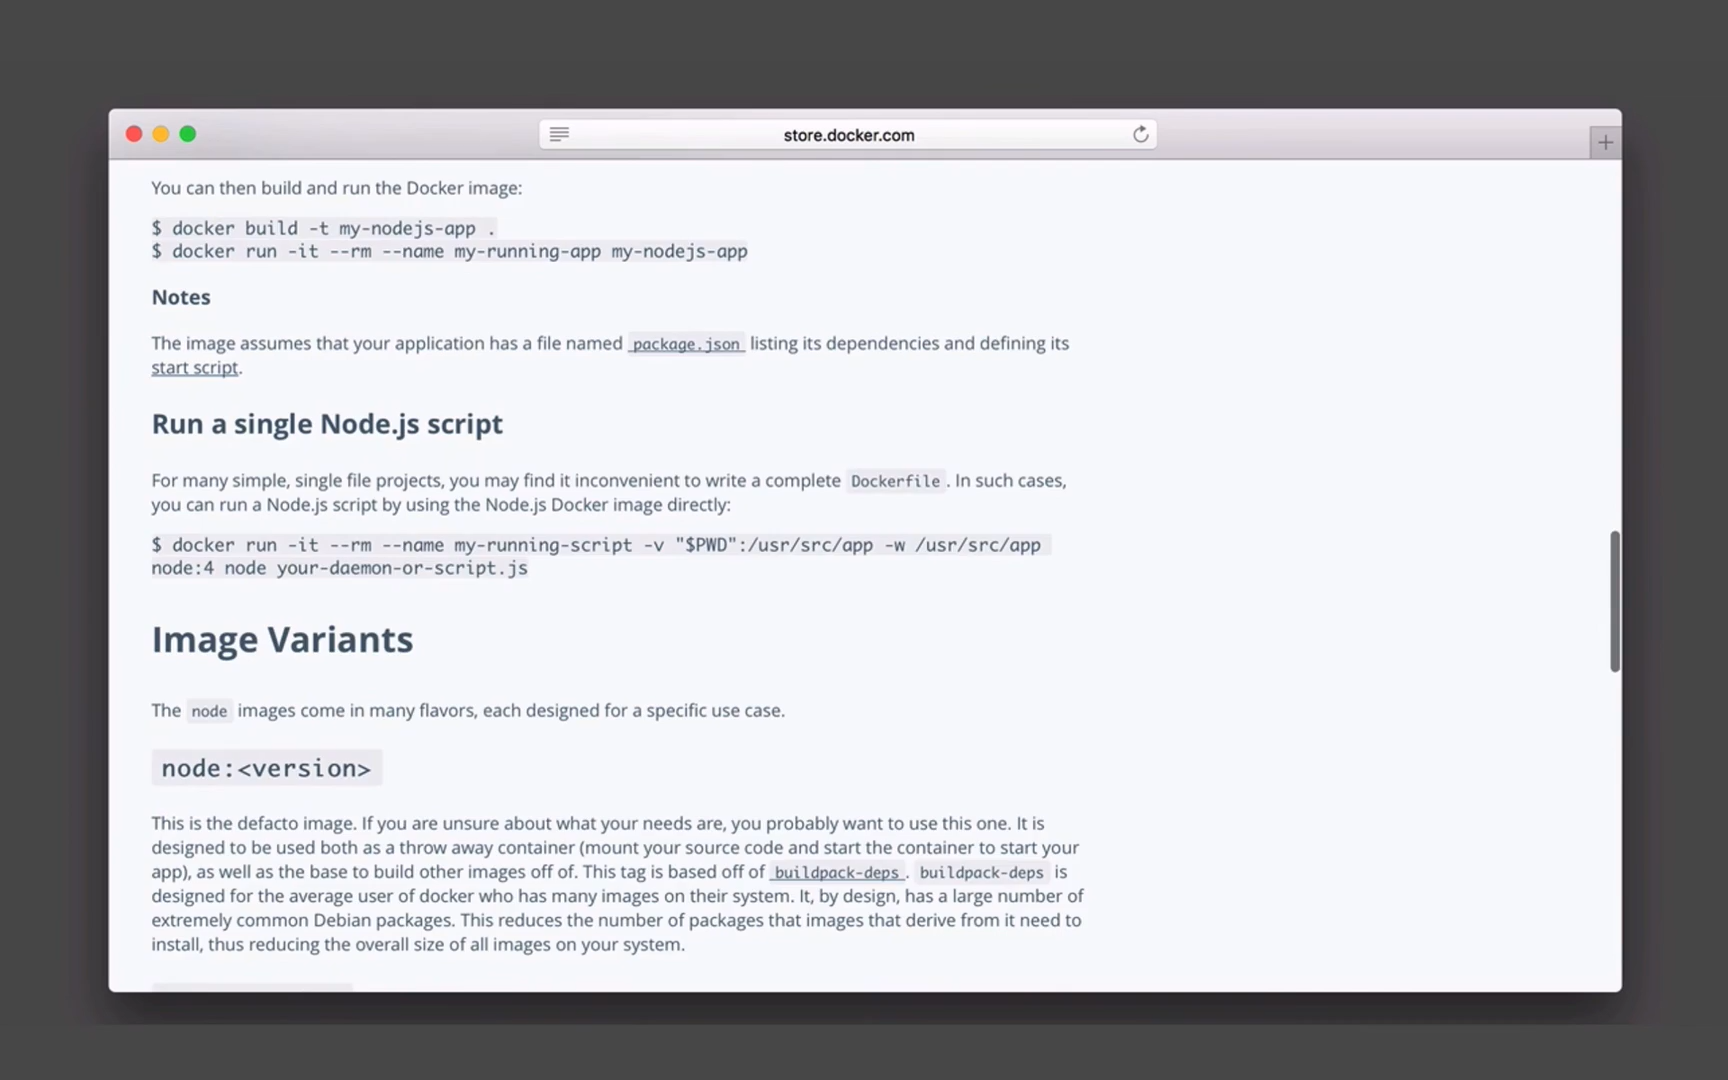 store.docker.com
You can then build and run the Docker image:
$ docker build -t my-nodejs-app .
$ docker run -it --rm --name my-running-app my-nodejs-app
Notes
The image assumes that your application has a file named package.json listing its dependencies and defining its
start script.
Run a single Node.js script
For many simple, single file projects, you may find it inconvenient to write a complete Dockerfile. In such cases,
you can run a Node.js script by using the Node.js Docker image directly:
$ docker run -it --rm --name my-running-script -v "$PWD":/usr/src/app -w /usr/src/app
node:4 node your-daemon-or-script.js
Image Variants
The node images come in many flavors, each designed for a specific use case.
node:<version>
This is the defacto image. If you are unsure about what your needs are, you probably want to use this one. It is
designed to be used both as a throw away container (mount your source code and start the container to start your
app), as well as the base to build other images off of. This tag is based off of buildpack-deps. buildpack-deps is
designed for the average user of docker who has many images on their system. It, by design, has a large number of
extremely common Debian packages. This reduces the number of packages that images that derive from it need to
install, thus reducing the overall size of all images on your system.